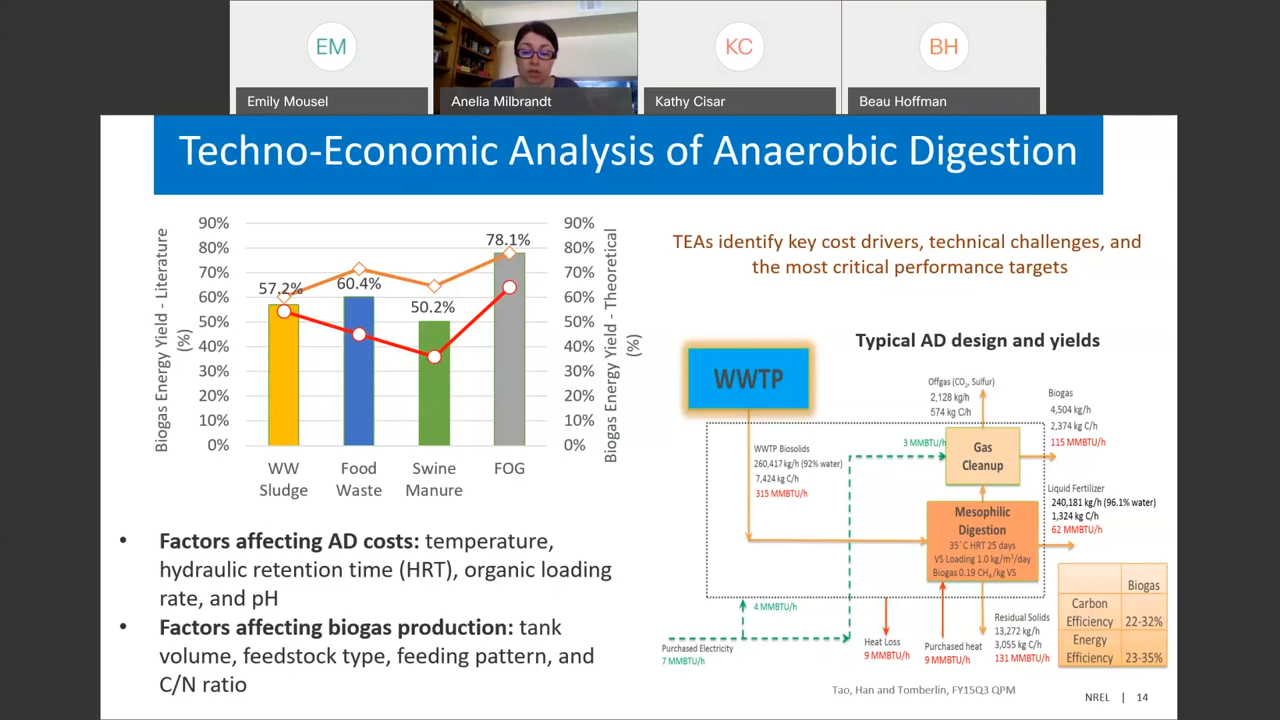 EM
KC
BH
Emily Mousel
Anelia Milbrandt
Kathy Cisar
Beau Hoffman
Techno-Economic Analysis of Anaerobic Digestion
Biogas Energy Yield - Literature
(%)
90%
80%
70%
60%
50%
40%
30%
20%
10%
0%
57.2%
60.4%
50.2%
78.1%
90%
80%
70%
60%
50%
40%
30%
20%
10%
0%
Biogas Energy Yield - Theoretical
(%)
WW
Sludge
Food
Waste
Swine
Manure
FOG
• Factors affecting AD costs: temperature,
hydraulic retention time (HRT), organic loading
rate, and pH
• Factors affecting biogas production: tank
volume, feedstock type, feeding pattern, and
C/N ratio
TEAs identify key cost drivers, technical challenges, and
the most critical performance targets
Typical AD design and yields
WWTP
Offgas (CO₂, Sulfur)
2,128 kg/h
574 kg C/h
Biogas
4,504 kg/h
2,374 kg C/h
115 MMBTU/h
3 MMBTU/h
Gas
Cleanup
WWTP Biosolids
260,417 kg/h (92% water)
7,424 kg C/h
315 MMBTU/h
Liquid Fertilizer
240,181 kg/h (96.1% water)
1,324 kg C/h
62 MMBTU/h
Mesophilic
Digestion
35˚C HRT 25 days
VS Loading 1.0 kg/m³/day
Biogas 0.19 CH₄/kg VS
4 MMBTU/h
Purchased Electricity
7 MMBTU/h
Heat Loss
9 MMBTU/h
Purchased heat
9 MMBTU/h
Residual Solids
13,272 kg/h
3,055 kg C/h
131 MMBTU/h
Biogas
Carbon
Efficiency
22-32%
Energy
Efficiency
23-35%
Tao, Han and Tomberlin, FY15Q3 QPM
NREL | 14